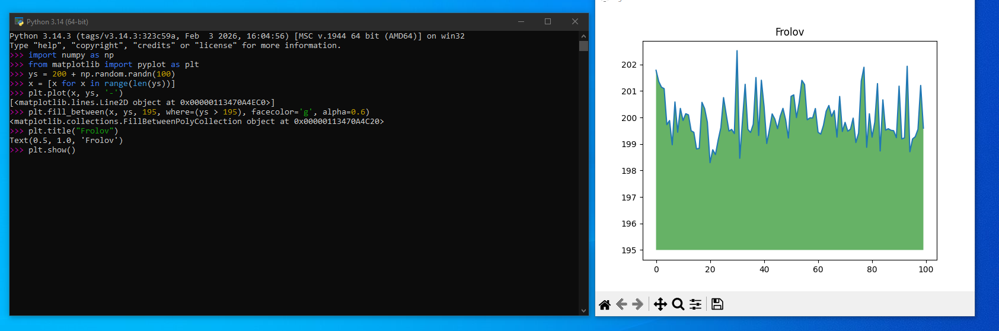 Python 3.14 (64-bit)
Python 3.14.3 (tags/v3.14.3:323c59a, Feb  3 2026, 16:04:56) [MSC v.1944 64 bit (AMD64)] on win32
Type "help", "copyright", "credits" or "license" for more information.
>>> import numpy as np
>>> from matplotlib import pyplot as plt
>>> ys = 200 + np.random.randn(100)
>>> x = [x for x in range(len(ys))]
>>> plt.plot(x, ys, '-')
[<matplotlib.lines.Line2D object at 0x00000113470A4EC0>]
>>> plt.fill_between(x, ys, 195, where=(ys > 195), facecolor='g', alpha=0.6)
<matplotlib.collections.FillBetweenPolyCollection object at 0x00000113470A4C20>
>>> plt.title("Frolov")
Text(0.5, 1.0, 'Frolov')
>>> plt.show()
Frolov
202
201
200
199
198
197
196
195
0 20 40 60 80 100